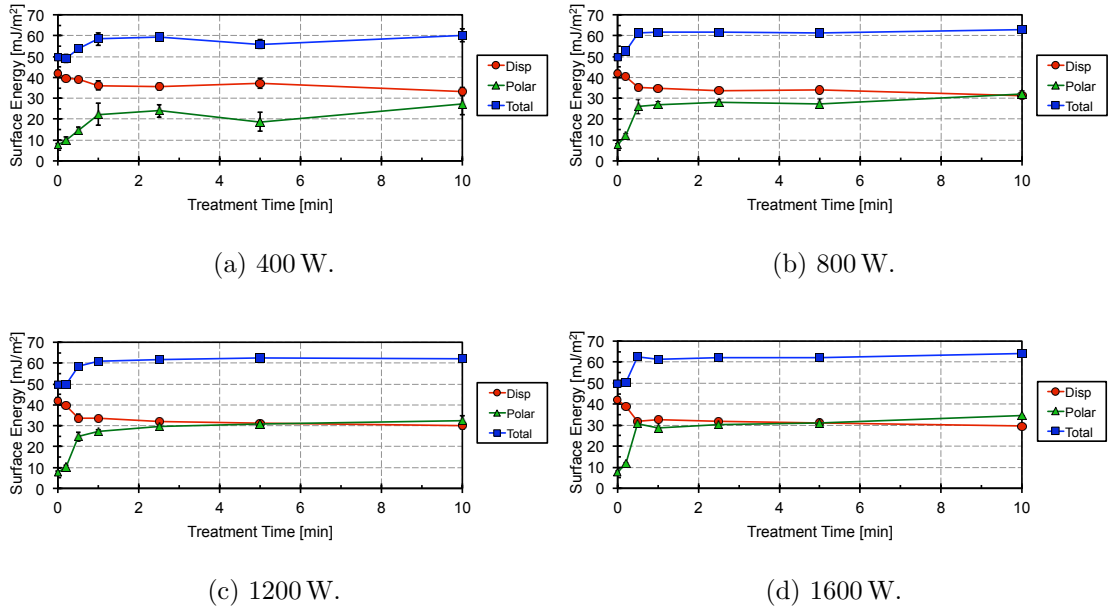 Surface Energy [mJ/m²]
70
60
50
40
30
20
10
0
0 2 4 6 8 10
Treatment Time [min]
Disp
Polar
Total
(a) 400 W.
Surface Energy [mJ/m²]
70
60
50
40
30
20
10
0
0 2 4 6 8 10
Treatment Time [min]
Disp
Polar
Total
(b) 800 W.
Surface Energy [mJ/m²]
70
60
50
40
30
20
10
0
0 2 4 6 8 10
Treatment Time [min]
Disp
Polar
Total
(c) 1200 W.
Surface Energy [mJ/m²]
70
60
50
40
30
20
10
0
0 2 4 6 8 10
Treatment Time [min]
Disp
Polar
Total
(d) 1600 W.